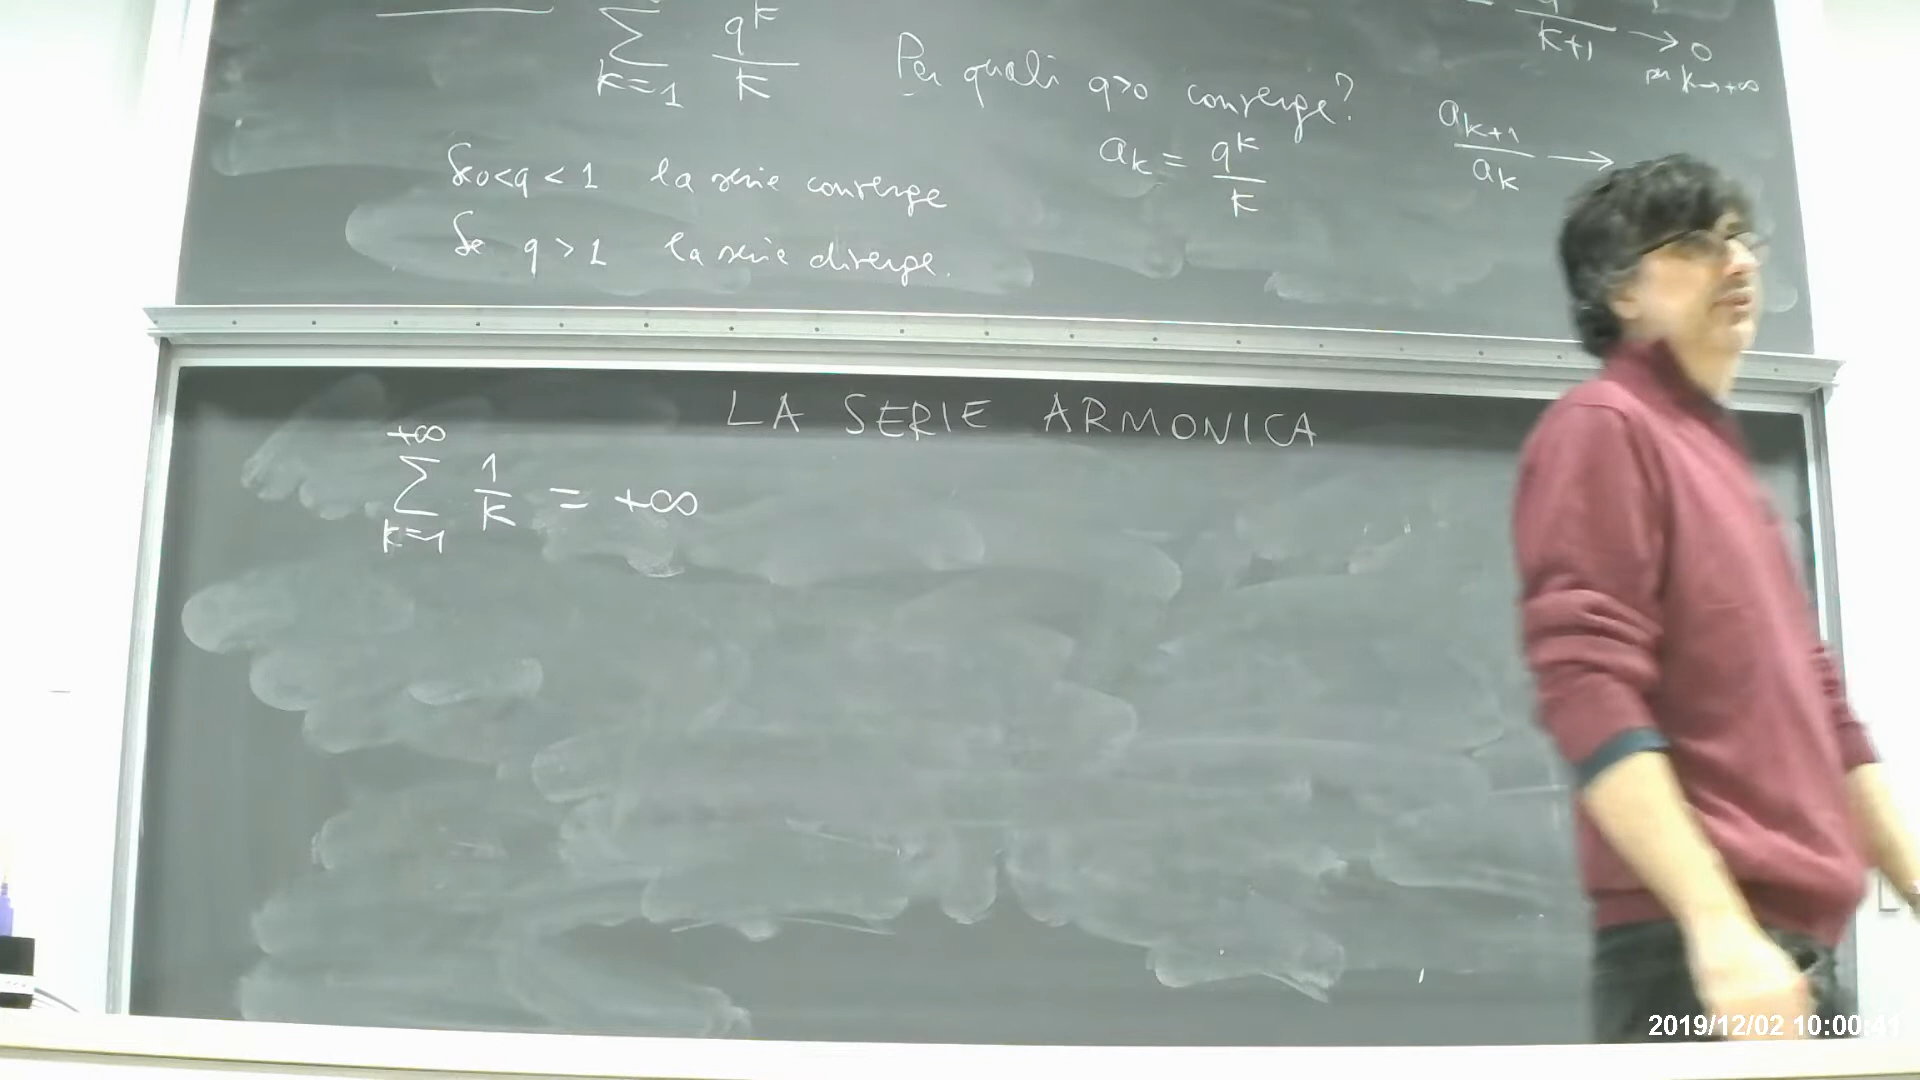 ∑ k=1 q^k/k Per quali q>0 converge?
k+1 → 0 per k→+∞
a_k = q^k/k a_{k+1}/a_k →
Se 0<q<1 la serie converge
Se q>1 la serie diverge.
LA SERIE ARMONICA
+∞ ∑ k=1 1/k = +∞
2019/12/02 10:00:41